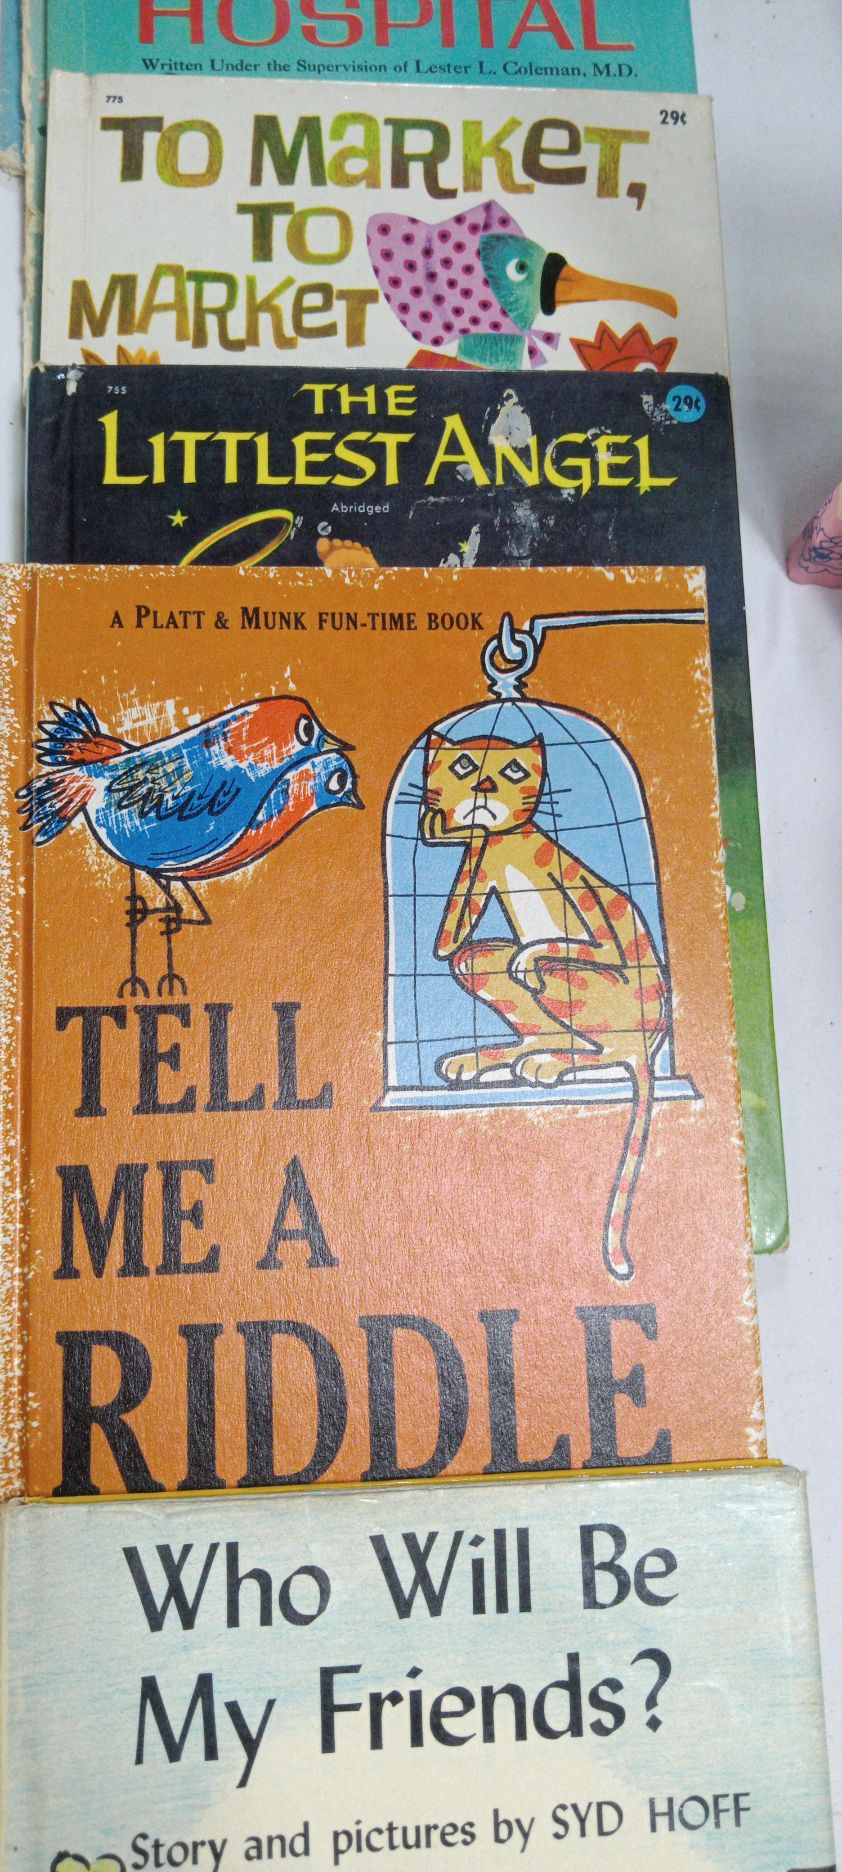 HOSPITAL
Written Under the Supervision of Lester L. Coleman, M.D.
775
29¢
TO MARKET,
TO
MARKET
755
THE
29¢
LITTLEST ANGEL
Abridged
A PLATT & MUNK FUN-TIME BOOK
TELL
ME A
RIDDLE
Who Will Be
My Friends?
Story and pictures by SYD HOFF